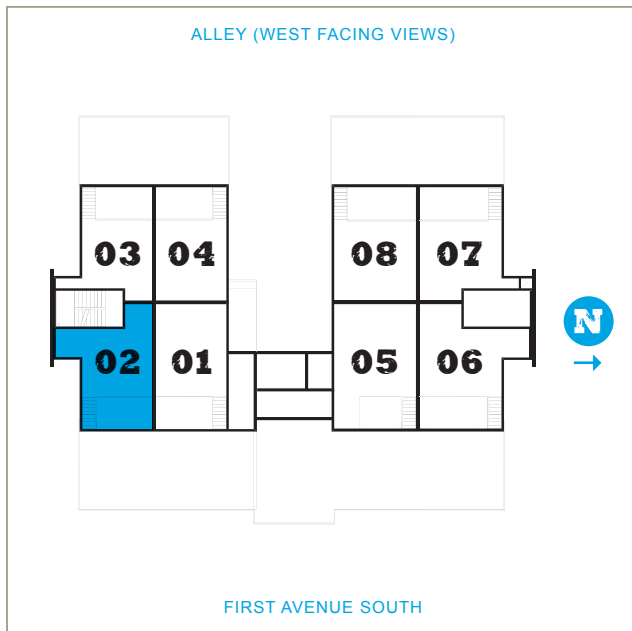 ALLEY (WEST FACING VIEWS)
03 04 08 07
N
02 01 05 06
FIRST AVENUE SOUTH